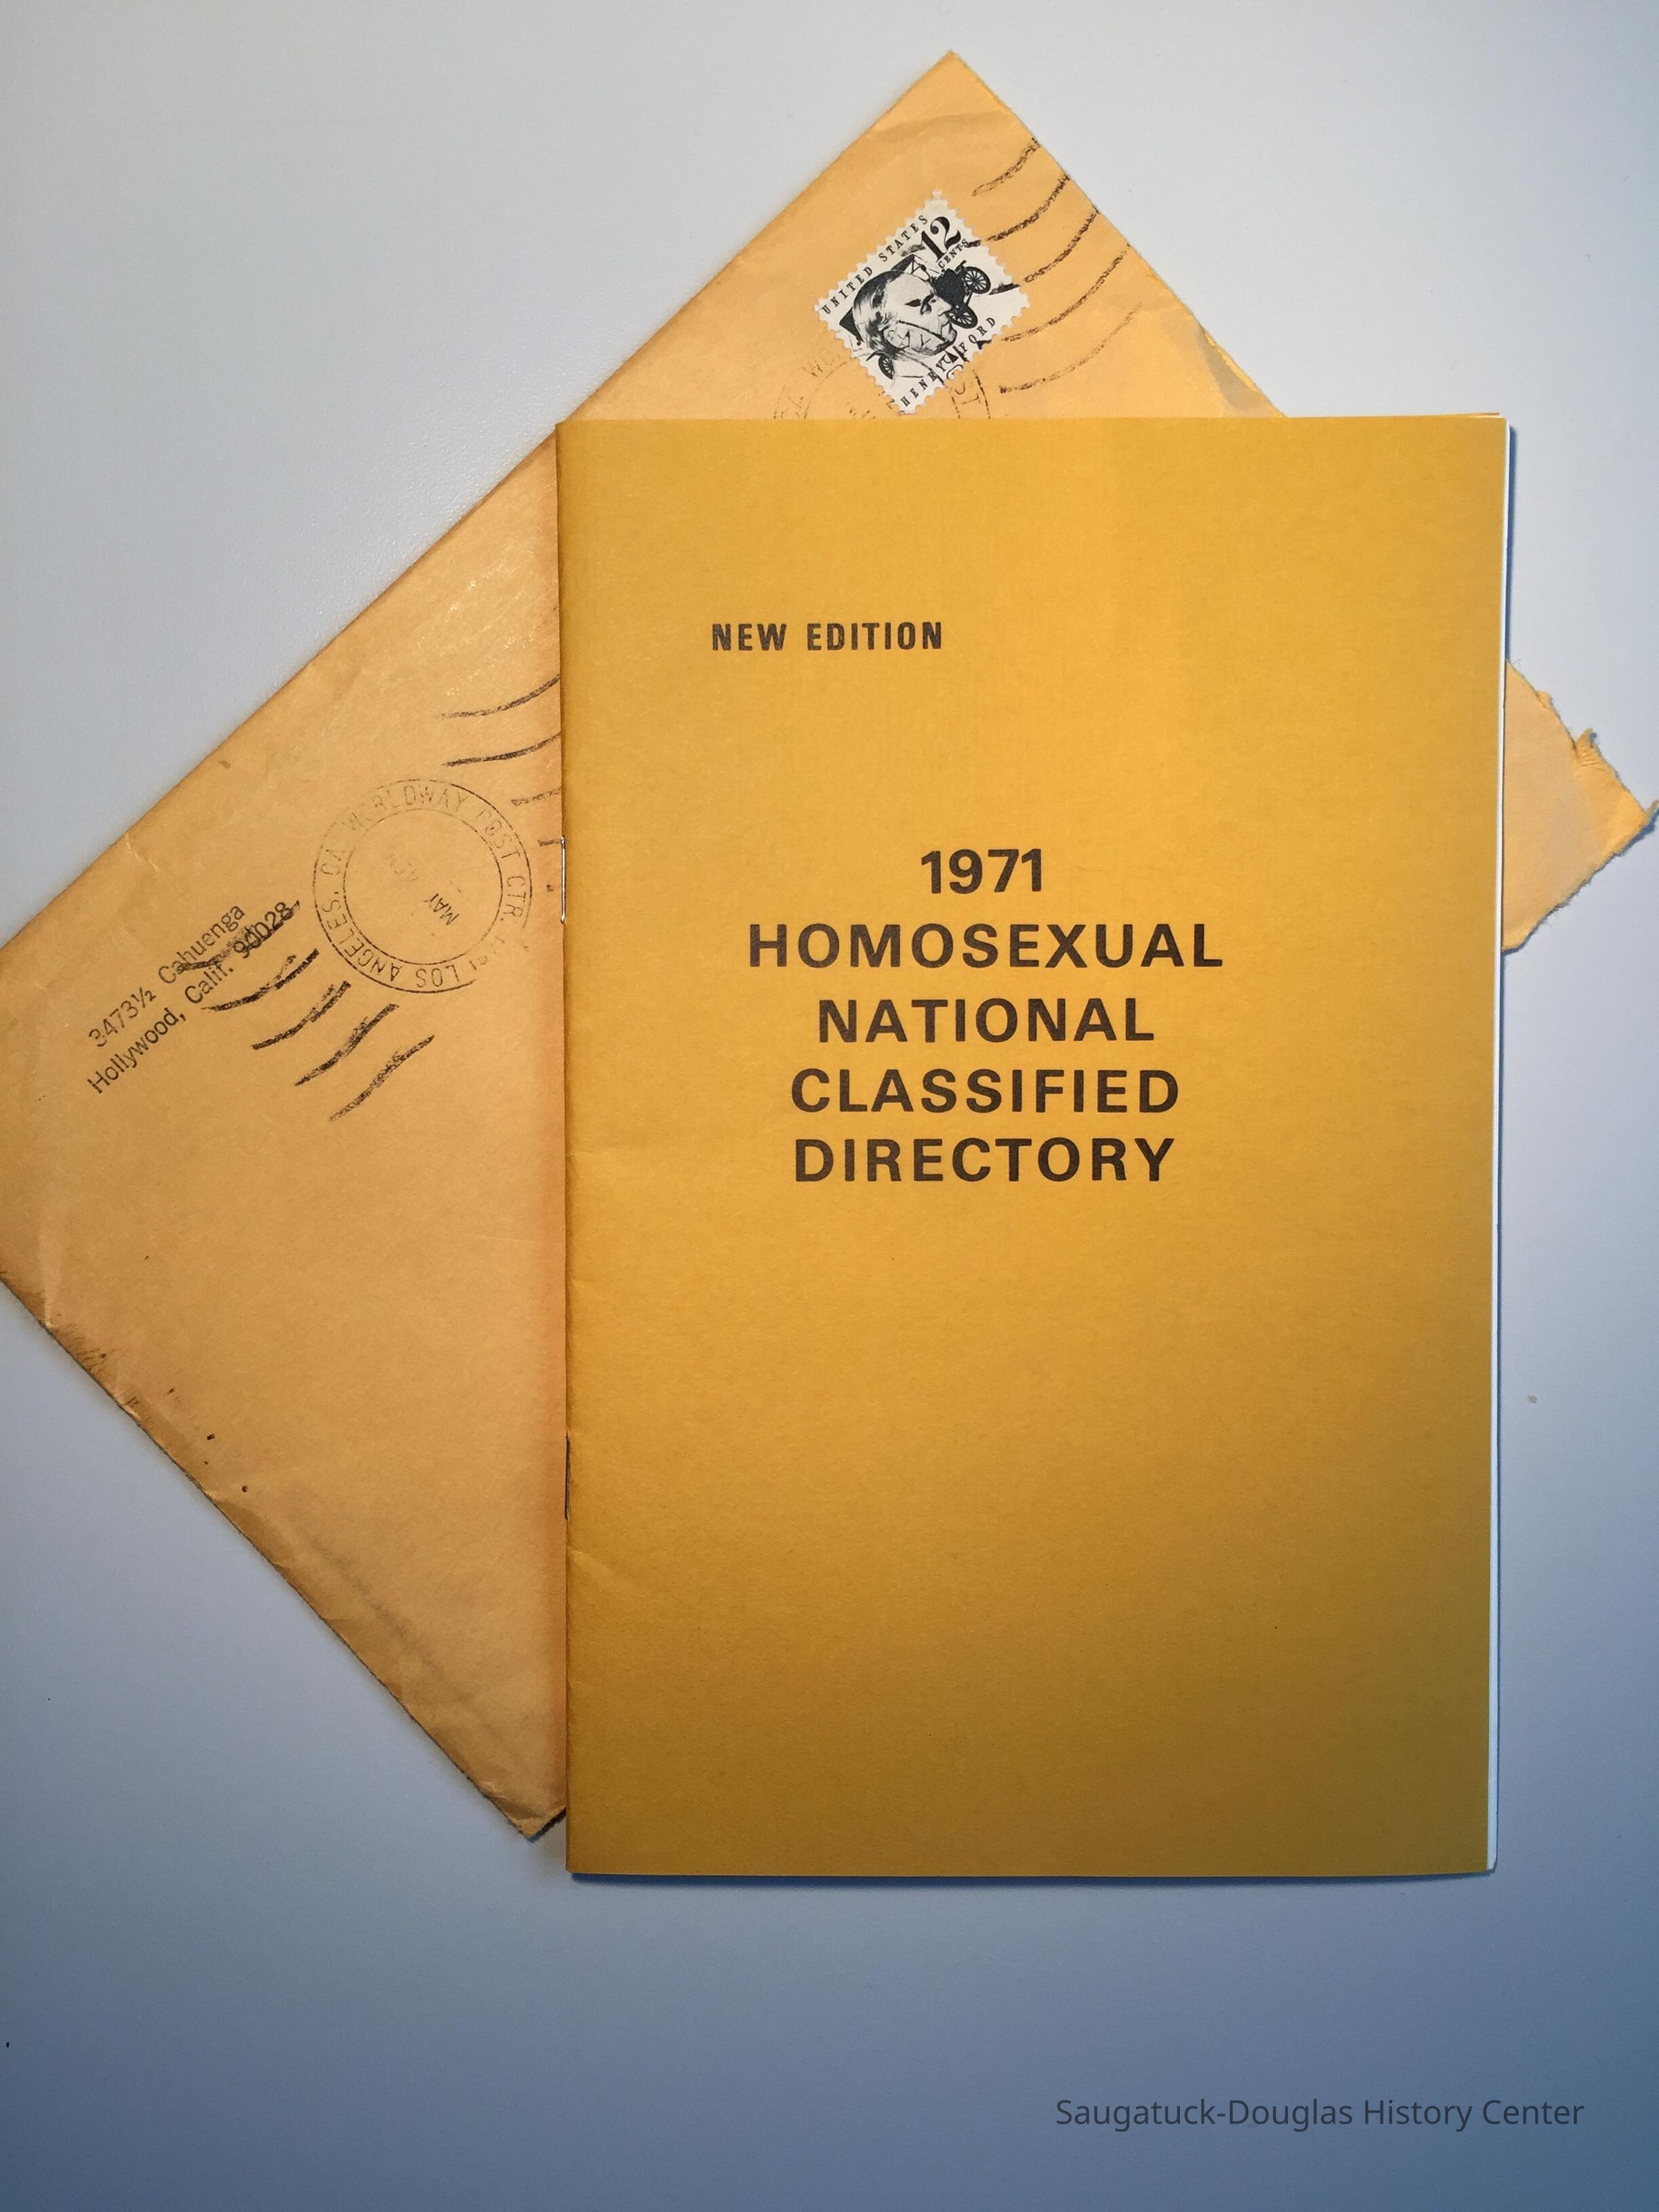 UNITED STATES
12
CENTS
HENRY FORD
NEW EDITION
1971
HOMOSEXUAL
NATIONAL
CLASSIFIED
DIRECTORY
LOS ANGELES, CA WORLDWAY POST CTR.
MAY
3473½ Cahuenga
Hollywood, Calif. 90028
Saugatuck-Douglas History Center